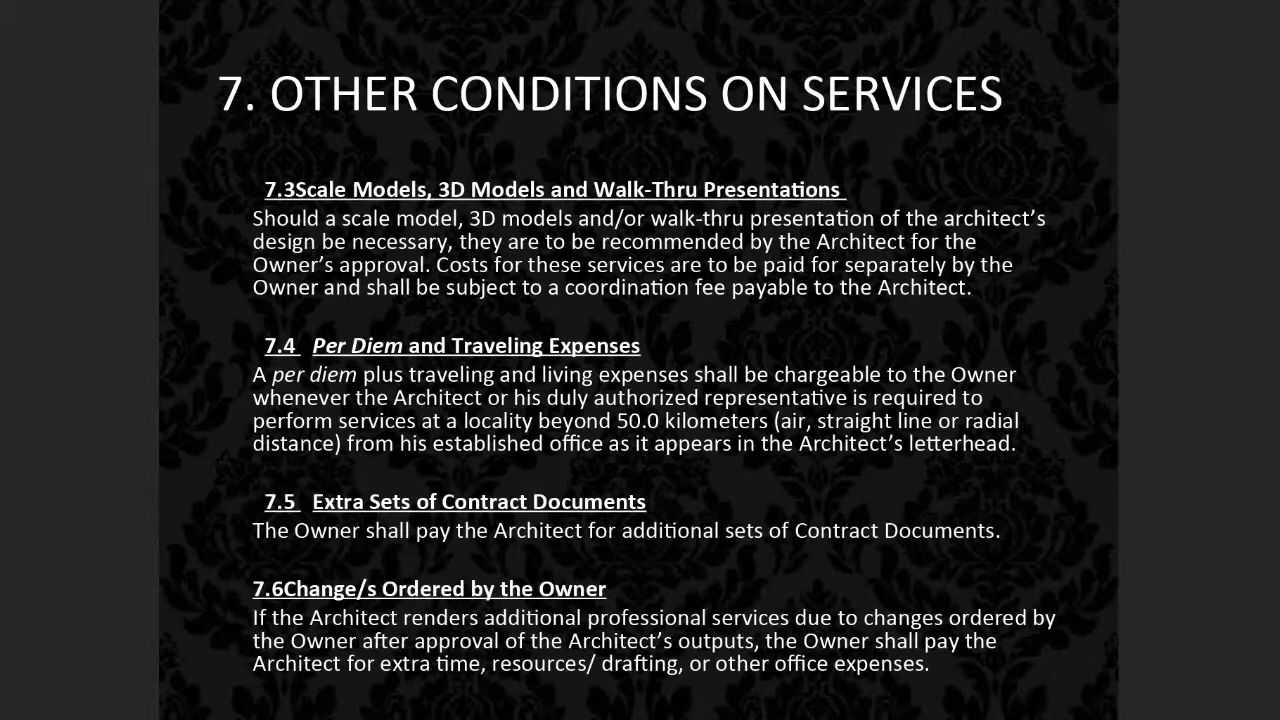 7. OTHER CONDITIONS ON SERVICES
7.3Scale Models, 3D Models and Walk-Thru Presentations
Should a scale model, 3D models and/or walk-thru presentation of the architect’s
design be necessary, they are to be recommended by the Architect for the
Owner’s approval. Costs for these services are to be paid for separately by the
Owner and shall be subject to a coordination fee payable to the Architect.
7.4 Per Diem and Traveling Expenses
A per diem plus traveling and living expenses shall be chargeable to the Owner
whenever the Architect or his duly authorized representative is required to
perform services at a locality beyond 50.0 kilometers (air, straight line or radial
distance) from his established office as it appears in the Architect’s letterhead.
7.5 Extra Sets of Contract Documents
The Owner shall pay the Architect for additional sets of Contract Documents.
7.6Change/s Ordered by the Owner
If the Architect renders additional professional services due to changes ordered by
the Owner after approval of the Architect’s outputs, the Owner shall pay the
Architect for extra time, resources/ drafting, or other office expenses.